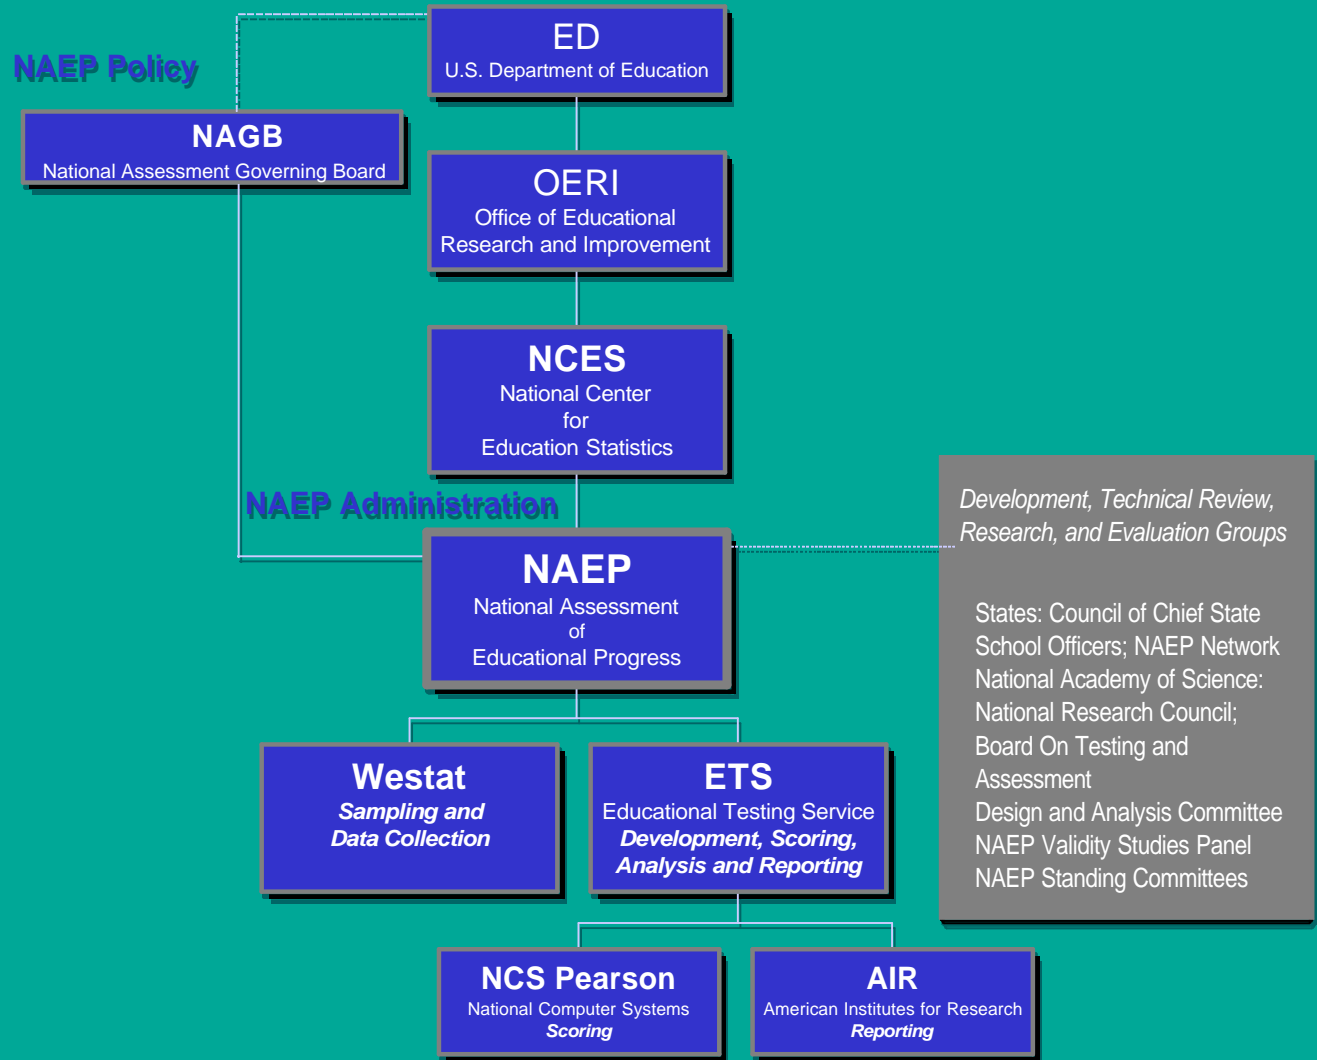 ED
U.S. Department of Education
NAEP Policy
NAGB
National Assessment Governing Board
OERI
Office of Educational
Research and Improvement
NCES
National Center
for
Education Statistics
NAEP Administration
NAEP
National Assessment
of
Educational Progress
Development, Technical Review,
Research, and Evaluation Groups
States: Council of Chief State
School Officers; NAEP Network
National Academy of Science:
National Research Council;
Board On Testing and
Assessment
Design and Analysis Committee
NAEP Validity Studies Panel
NAEP Standing Committees
Westat
Sampling and
Data Collection
ETS
Educational Testing Service
Development, Scoring,
Analysis and Reporting
NCS Pearson
National Computer Systems
Scoring
AIR
American Institutes for Research
Reporting